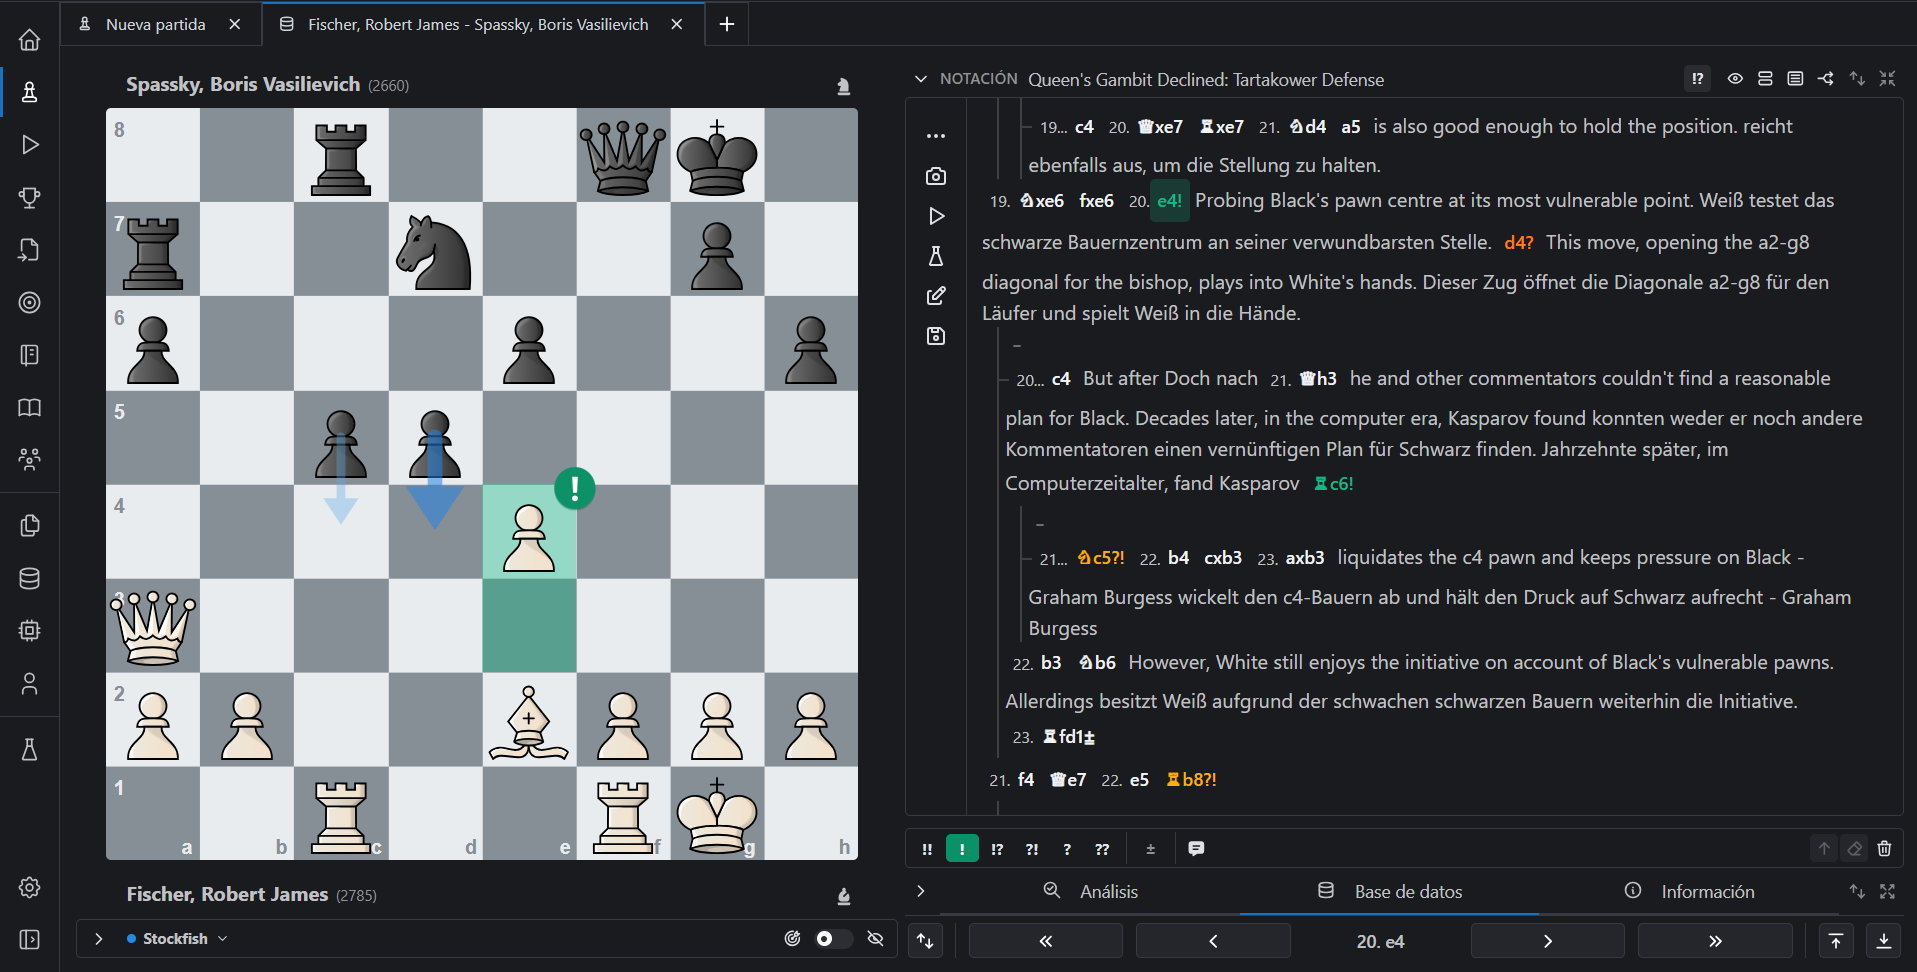 Nueva partida
Fischer, Robert James - Spassky, Boris Vasilievich
Spassky, Boris Vasilievich (2660)
8
7
6
5
4
3
2
1
a b c d e f g h
!
Fischer, Robert James (2785)
Stockfish
NOTACIÓN Queen's Gambit Declined: Tartakower Defense
!?
19... c4 20. ♛xe7 ♜xe7 21. ♞d4 a5 is also good enough to hold the position. reicht
ebenfalls aus, um die Stellung zu halten.
19. ♞xe6 fxe6 20. e4! Probing Black's pawn centre at its most vulnerable point. Weiß testet das
schwarze Bauernzentrum an seiner verwundbarsten Stelle. d4? This move, opening the a2-g8
diagonal for the bishop, plays into White's hands. Dieser Zug öffnet die Diagonale a2-g8 für den
Läufer und spielt Weiß in die Hände.
–
20... c4 But after Doch nach 21. ♛h3 he and other commentators couldn't find a reasonable
plan for Black. Decades later, in the computer era, Kasparov found konnten weder er noch andere
Kommentatoren einen vernünftigen Plan für Schwarz finden. Jahrzehnte später, im
Computerzeitalter, fand Kasparov ♜c6!
–
21... ♞c5?! 22. b4 cxb3 23. axb3 liquidates the c4 pawn and keeps pressure on Black -
Graham Burgess wickelt den c4-Bauern ab und hält den Druck auf Schwarz aufrecht - Graham
Burgess
22. b3 ♞b6 However, White still enjoys the initiative on account of Black's vulnerable pawns.
Allerdings besitzt Weiß aufgrund der schwachen schwarzen Bauern weiterhin die Initiative.
23. ♜fd1±
21. f4 ♛e7 22. e5 ♜b8?!
!! ! !? ?! ? ?? ±
Análisis Base de datos Información
20. e4